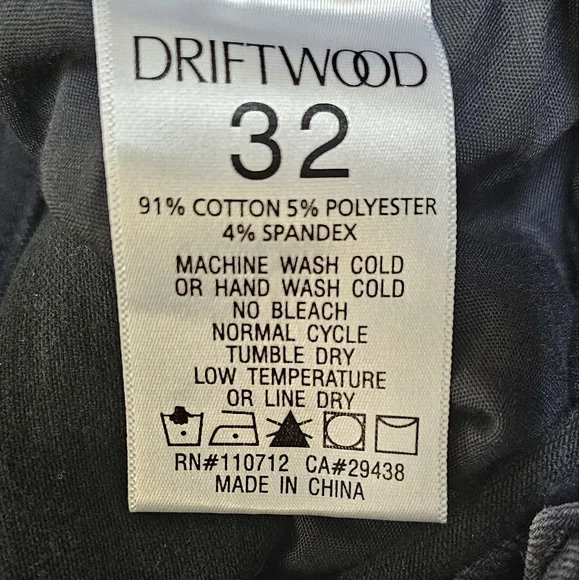 DRIFTWOOD
32
91% COTTON 5% POLYESTER
4% SPANDEX
MACHINE WASH COLD
OR HAND WASH COLD
NO BLEACH
NORMAL CYCLE
TUMBLE DRY
LOW TEMPERATURE
OR LINE DRY
RN#110712 CA#29438
MADE IN CHINA